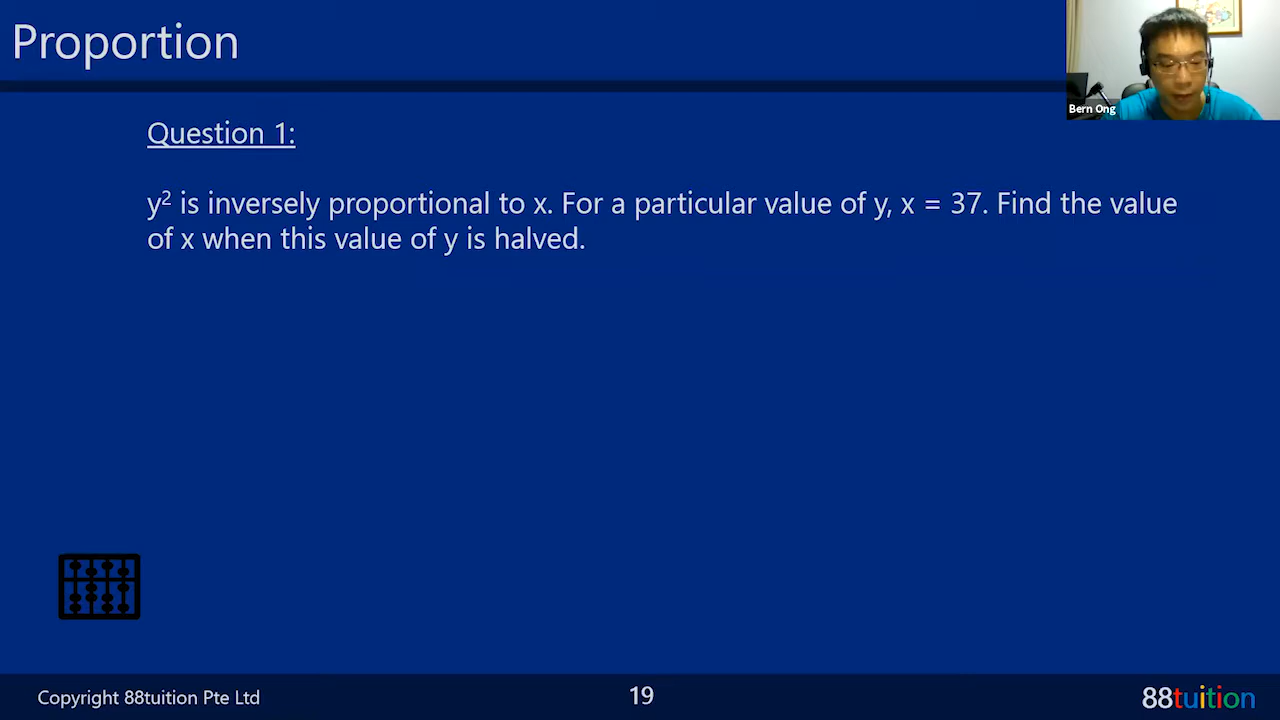 Proportion
Bern Ong
Question 1:
y² is inversely proportional to x. For a particular value of y, x = 37. Find the value
of x when this value of y is halved.
Copyright 88tuition Pte Ltd
19
88tuition